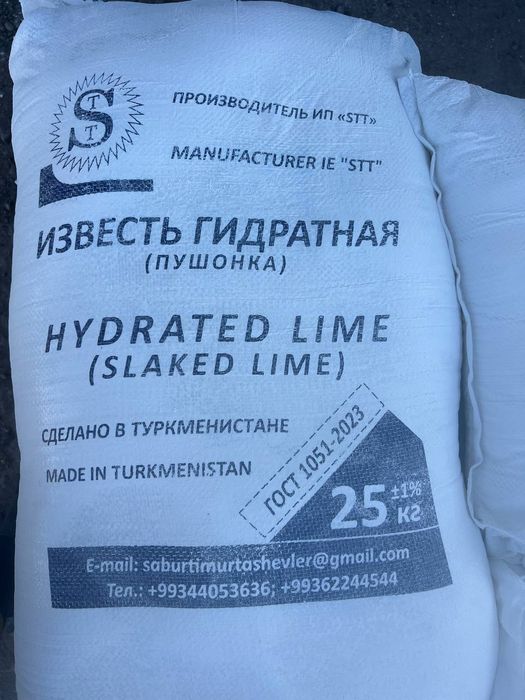 STT
ПРОИЗВОДИТЕЛЬ ИП «STT»
MANUFACTURER IE "STT"
ИЗВЕСТЬ ГИДРАТНАЯ
(ПУШОНКА)
HYDRATED LIME
(SLAKED LIME)
СДЕЛАНО В ТУРКМЕНИСТАНЕ
MADE IN TURKMENISTAN
ГОСТ 1051-2023
25 ±1% КГ
E-mail: saburtimurtashevler@gmail.com
Тел.: +99344053636; +99362244544